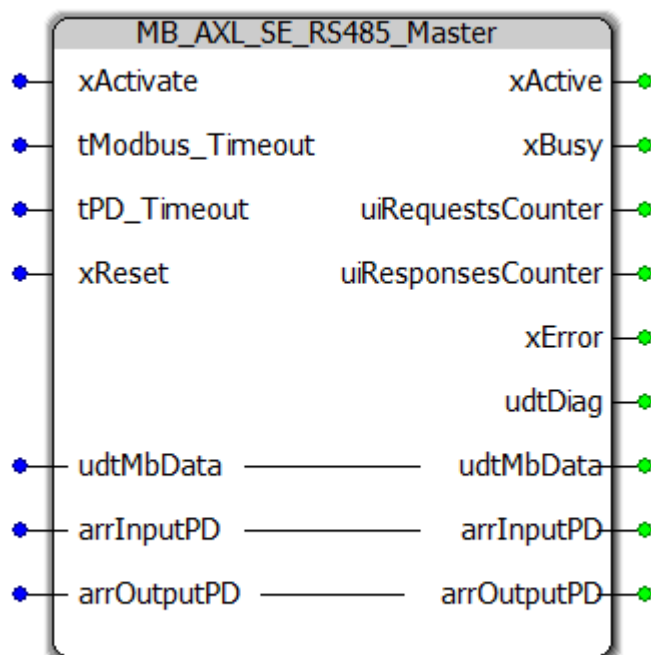 MB_AXL_SE_RS485_Master
xActivate xActive
tModbus_Timeout xBusy
tPD_Timeout uiRequestsCounter
xReset uiResponsesCounter
xError
udtDiag
udtMbData udtMbData
arrInputPD arrInputPD
arrOutputPD arrOutputPD